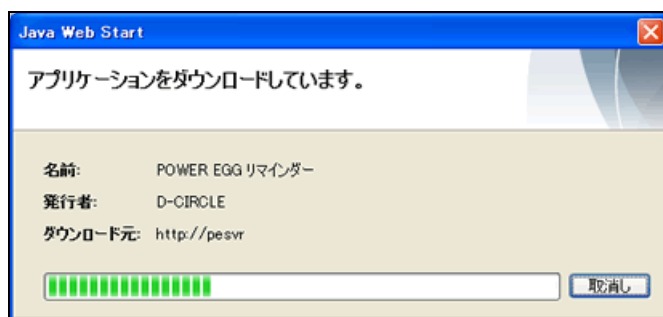 Java Web Start
アプリケーションをダウンロードしています。
名前: POWER EGG リマインダー
発行者: D-CIRCLE
ダウンロード元: http://pesvr
取消し